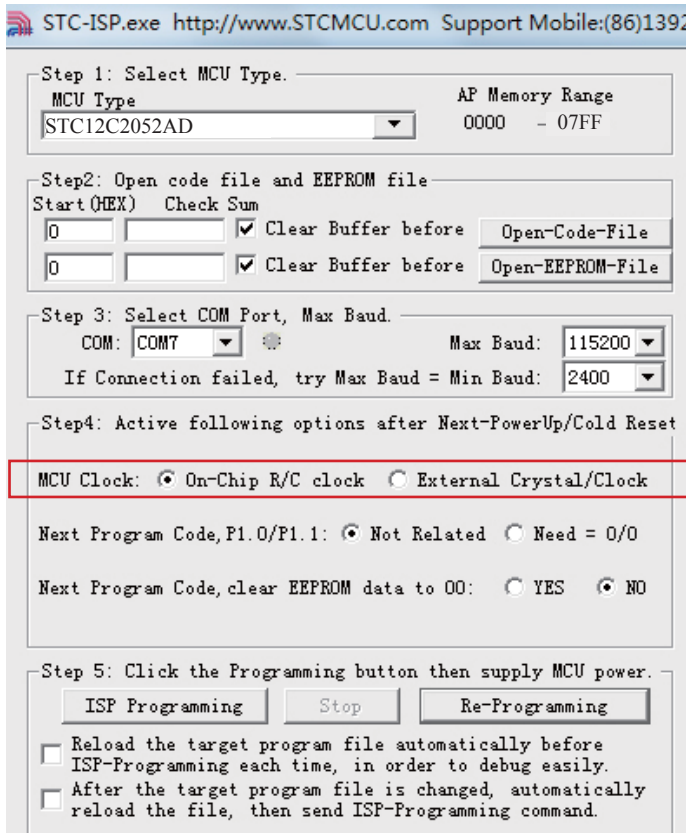 STC-ISP.exe http://www.STCMCU.com Support Mobile:(86)1392
Step 1: Select MCU Type.
MCU Type AP Memory Range
STC12C2052AD 0000 - 07FF
Step2: Open code file and EEPROM file
Start(HEX) Check Sum
0 Clear Buffer before Open-Code-File
0 Clear Buffer before Open-EEPROM-File
Step 3: Select COM Port, Max Baud.
COM: COM7 Max Baud: 115200
If Connection failed, try Max Baud = Min Baud: 2400
Step4: Active following options after Next-PowerUp/Cold Reset
MCU Clock: On-Chip R/C clock External Crystal/Clock
Next Program Code,P1.0/P1.1: Not Related Need = 0/0
Next Program Code,clear EEPROM data to 00: YES NO
Step 5: Click the Programming button then supply MCU power.
ISP Programming Stop Re-Programming
Reload the target program file automatically before
ISP-Programming each time, in order to debug easily.
After the target program file is changed, automatically
reload the file, then send ISP-Programming command.